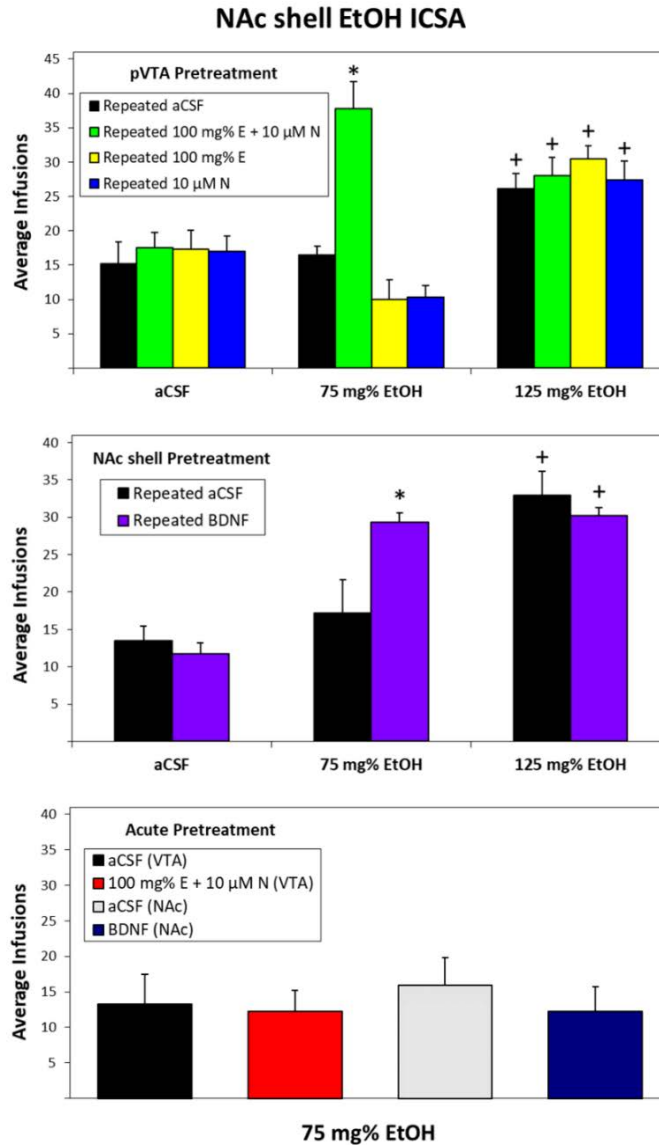 NAc shell EtOH ICSA
pVTA Pretreatment
Repeated aCSF
Repeated 100 mg% E + 10 µM N
Repeated 100 mg% E
Repeated 10 µM N
Average Infusions
45
40
35
30
25
20
15
10
5
*
+
+
+
+
aCSF
75 mg% EtOH
125 mg% EtOH
NAc shell Pretreatment
Repeated aCSF
Repeated BDNF
Average Infusions
40
35
30
25
20
15
10
5
*
+
+
aCSF
75 mg% EtOH
125 mg% EtOH
Acute Pretreatment
aCSF (VTA)
100 mg% E + 10 µM N (VTA)
aCSF (NAc)
BDNF (NAc)
Average Infusions
40
35
30
25
20
15
10
5
75 mg% EtOH